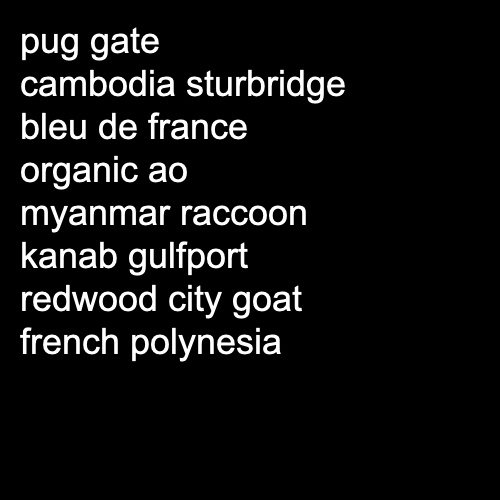 pug gate
cambodia sturbridge
bleu de france
organic ao
myanmar raccoon
kanab gulfport
redwood city goat
french polynesia